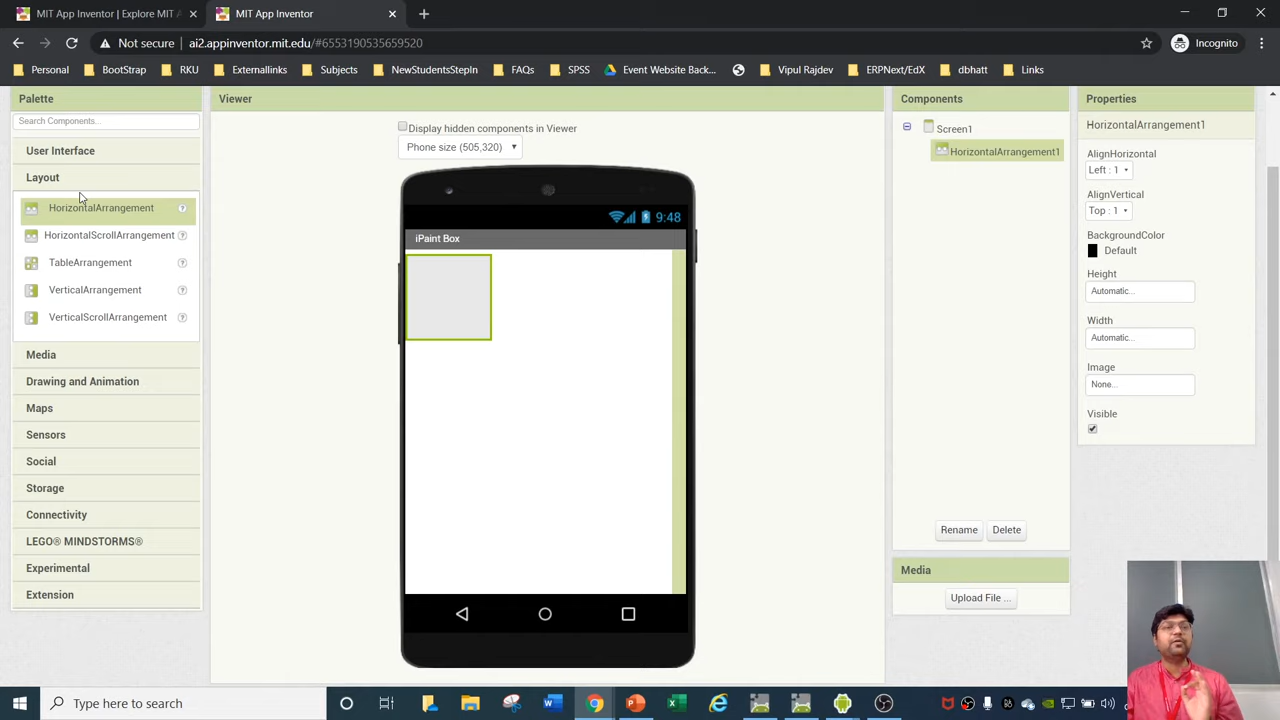 MIT App Inventor | Explore MIT A
MIT App Inventor
Not secure | ai2.appinventor.mit.edu/#6553190535659520
Incognito
Personal
BootStrap
RKU
Externallinks
Subjects
NewStudentsStepIn
FAQs
SPSS
Event Website Back...
Vipul Rajdev
ERPNext/EdX
dbhatt
Links
Palette
Search Components...
User Interface
Layout
HorizontalArrangement
HorizontalScrollArrangement
TableArrangement
VerticalArrangement
VerticalScrollArrangement
Media
Drawing and Animation
Maps
Sensors
Social
Storage
Connectivity
LEGO® MINDSTORMS®
Experimental
Extension
Viewer
Display hidden components in Viewer
Phone size (505,320)
9:48
iPaint Box
Components
Screen1
HorizontalArrangement1
Rename
Delete
Media
Upload File ...
Properties
HorizontalArrangement1
AlignHorizontal
Left : 1
AlignVertical
Top : 1
BackgroundColor
Default
Height
Automatic...
Width
Automatic...
Image
None...
Visible
Type here to search